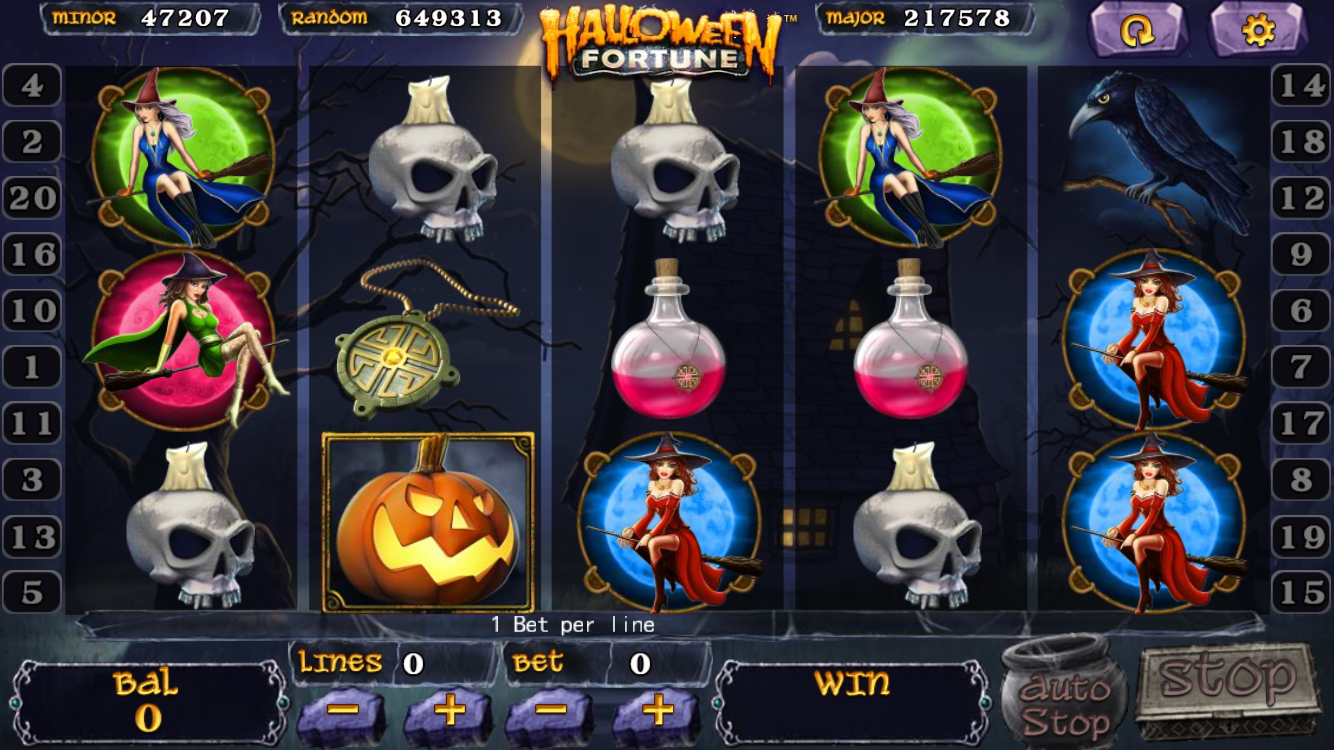 MINOR 47207
RANDOM 649313
HALLOWEEN™
FORTUNE
MAJOR 217578
4
2
20
16
10
1
11
3
13
5
14
18
12
9
6
7
17
8
19
15
1 Bet per line
BAL
0
LINES 0
BET 0
WIN
auto
Stop
stop